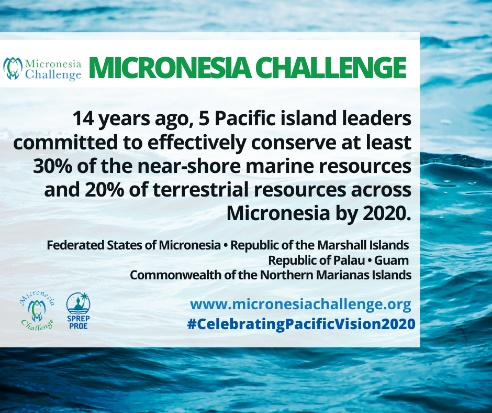 Micronesia
Challenge
MICRONESIA CHALLENGE
14 years ago, 5 Pacific island leaders
committed to effectively conserve at least
30% of the near-shore marine resources
and 20% of terrestrial resources across
Micronesia by 2020.
Federated States of Micronesia • Republic of the Marshall Islands
Republic of Palau • Guam
Commonwealth of the Northern Marianas Islands
Micronesia
Challenge
SPREP
PROE
www.micronesiachallenge.org
#CelebratingPacificVision2020